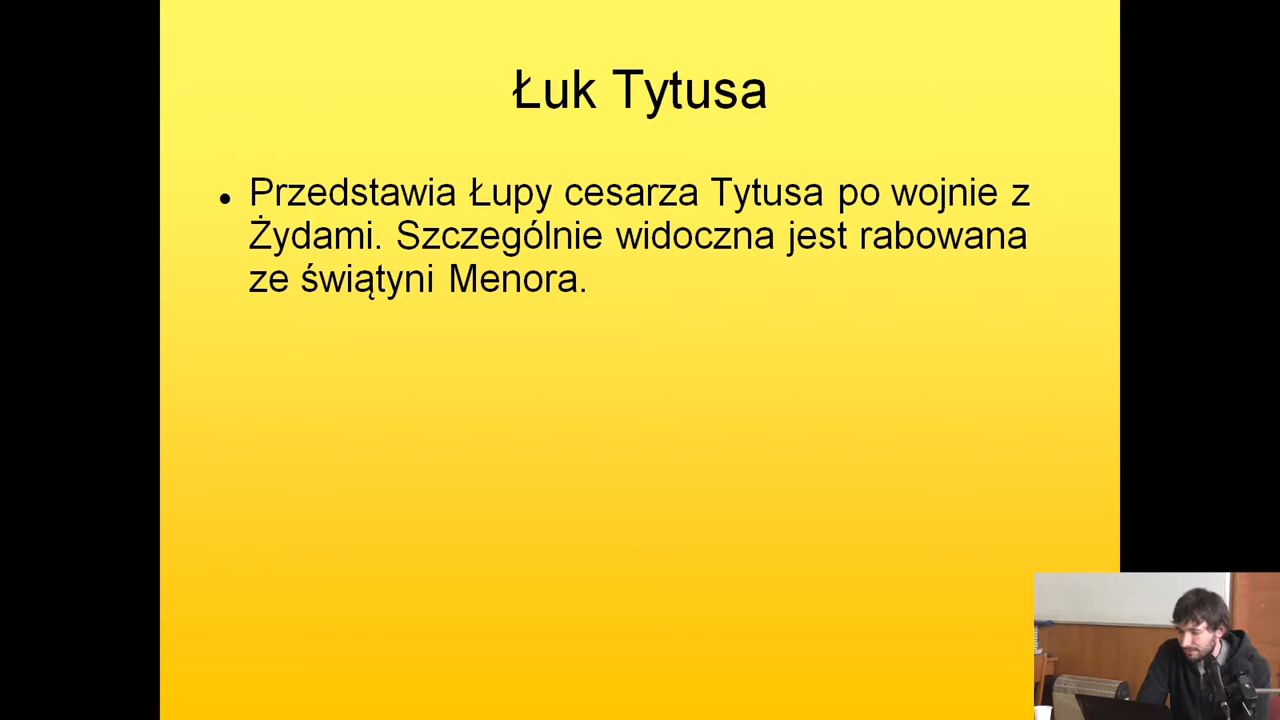 Łuk Tytusa
Przedstawia Łupy cesarza Tytusa po wojnie z
Żydami. Szczególnie widoczna jest rabowana
ze świątyni Menora.